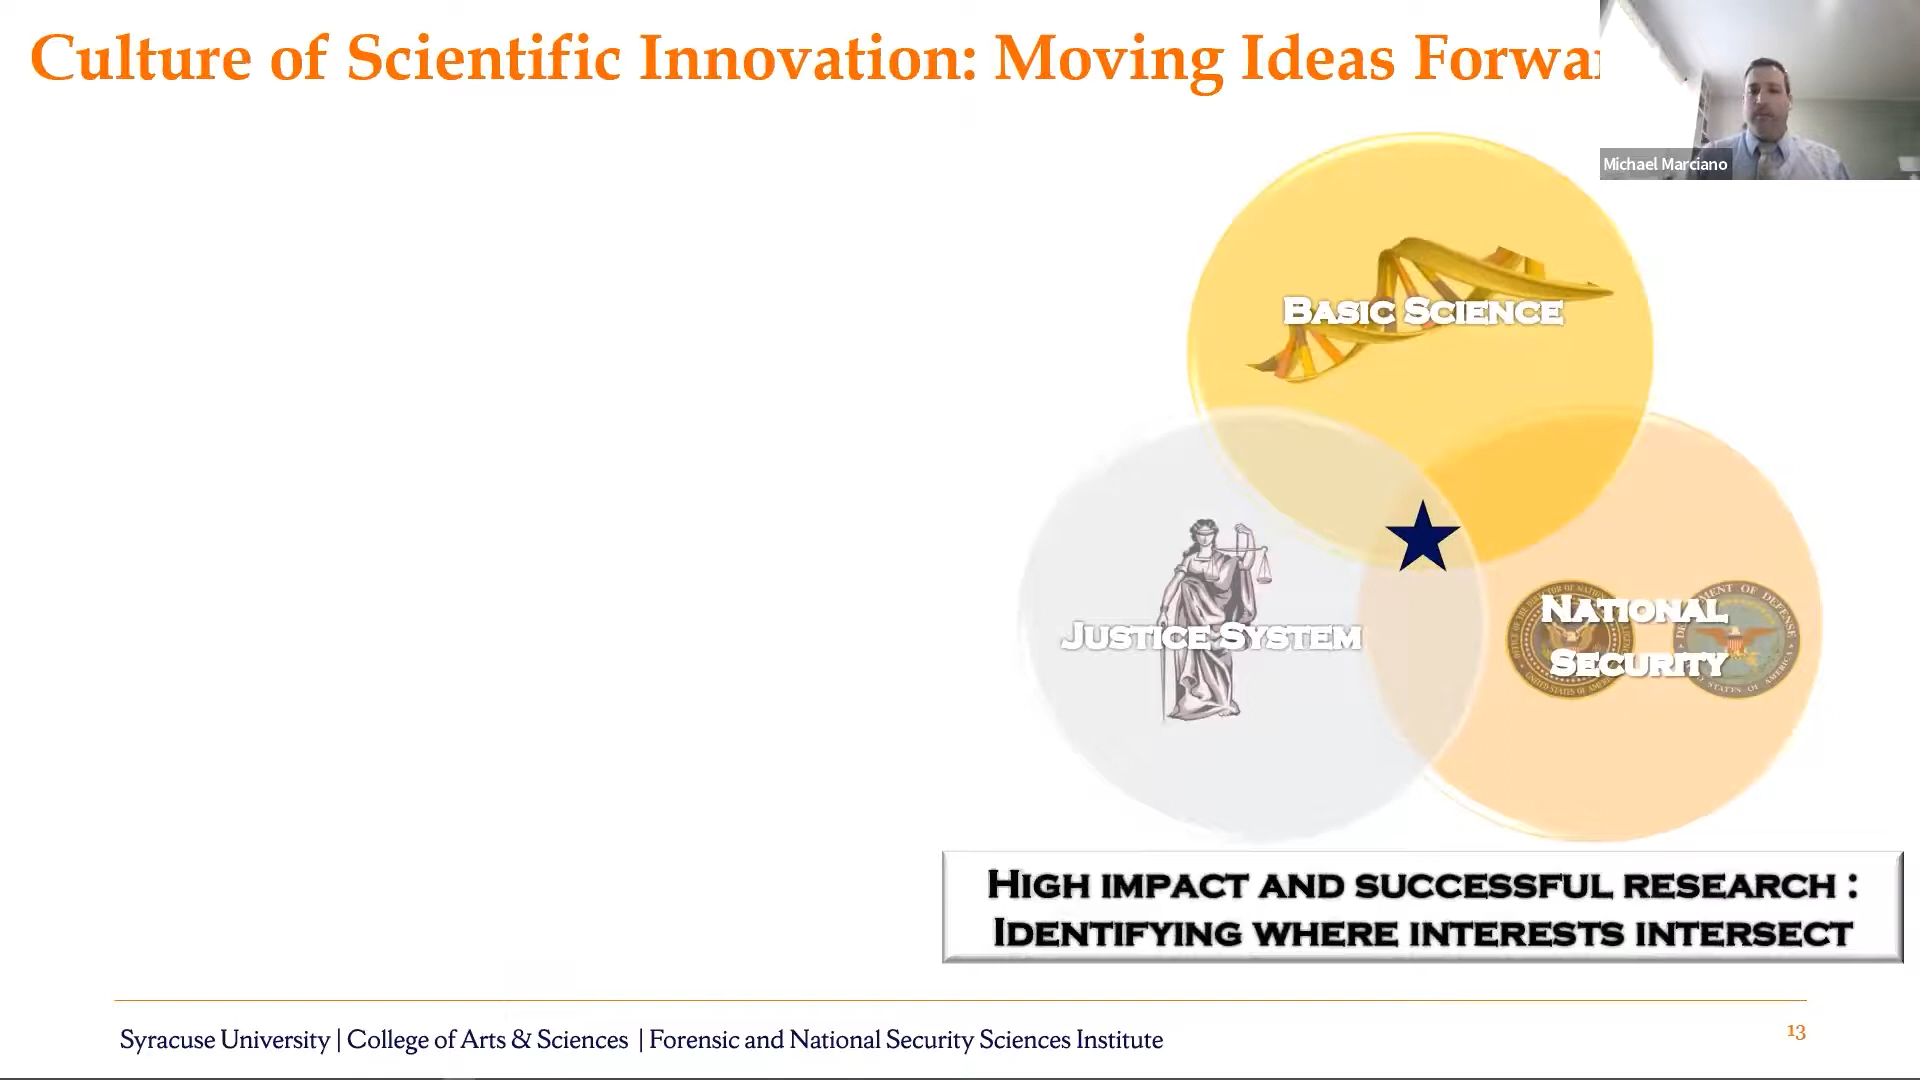 Culture of Scientific Innovation: Moving Ideas Forwar
Michael Marciano
BASIC SCIENCE
JUSTICE SYSTEM
NATIONAL
SECURITY
HIGH IMPACT AND SUCCESSFUL RESEARCH :
IDENTIFYING WHERE INTERESTS INTERSECT
Syracuse University | College of Arts & Sciences | Forensic and National Security Sciences Institute
13